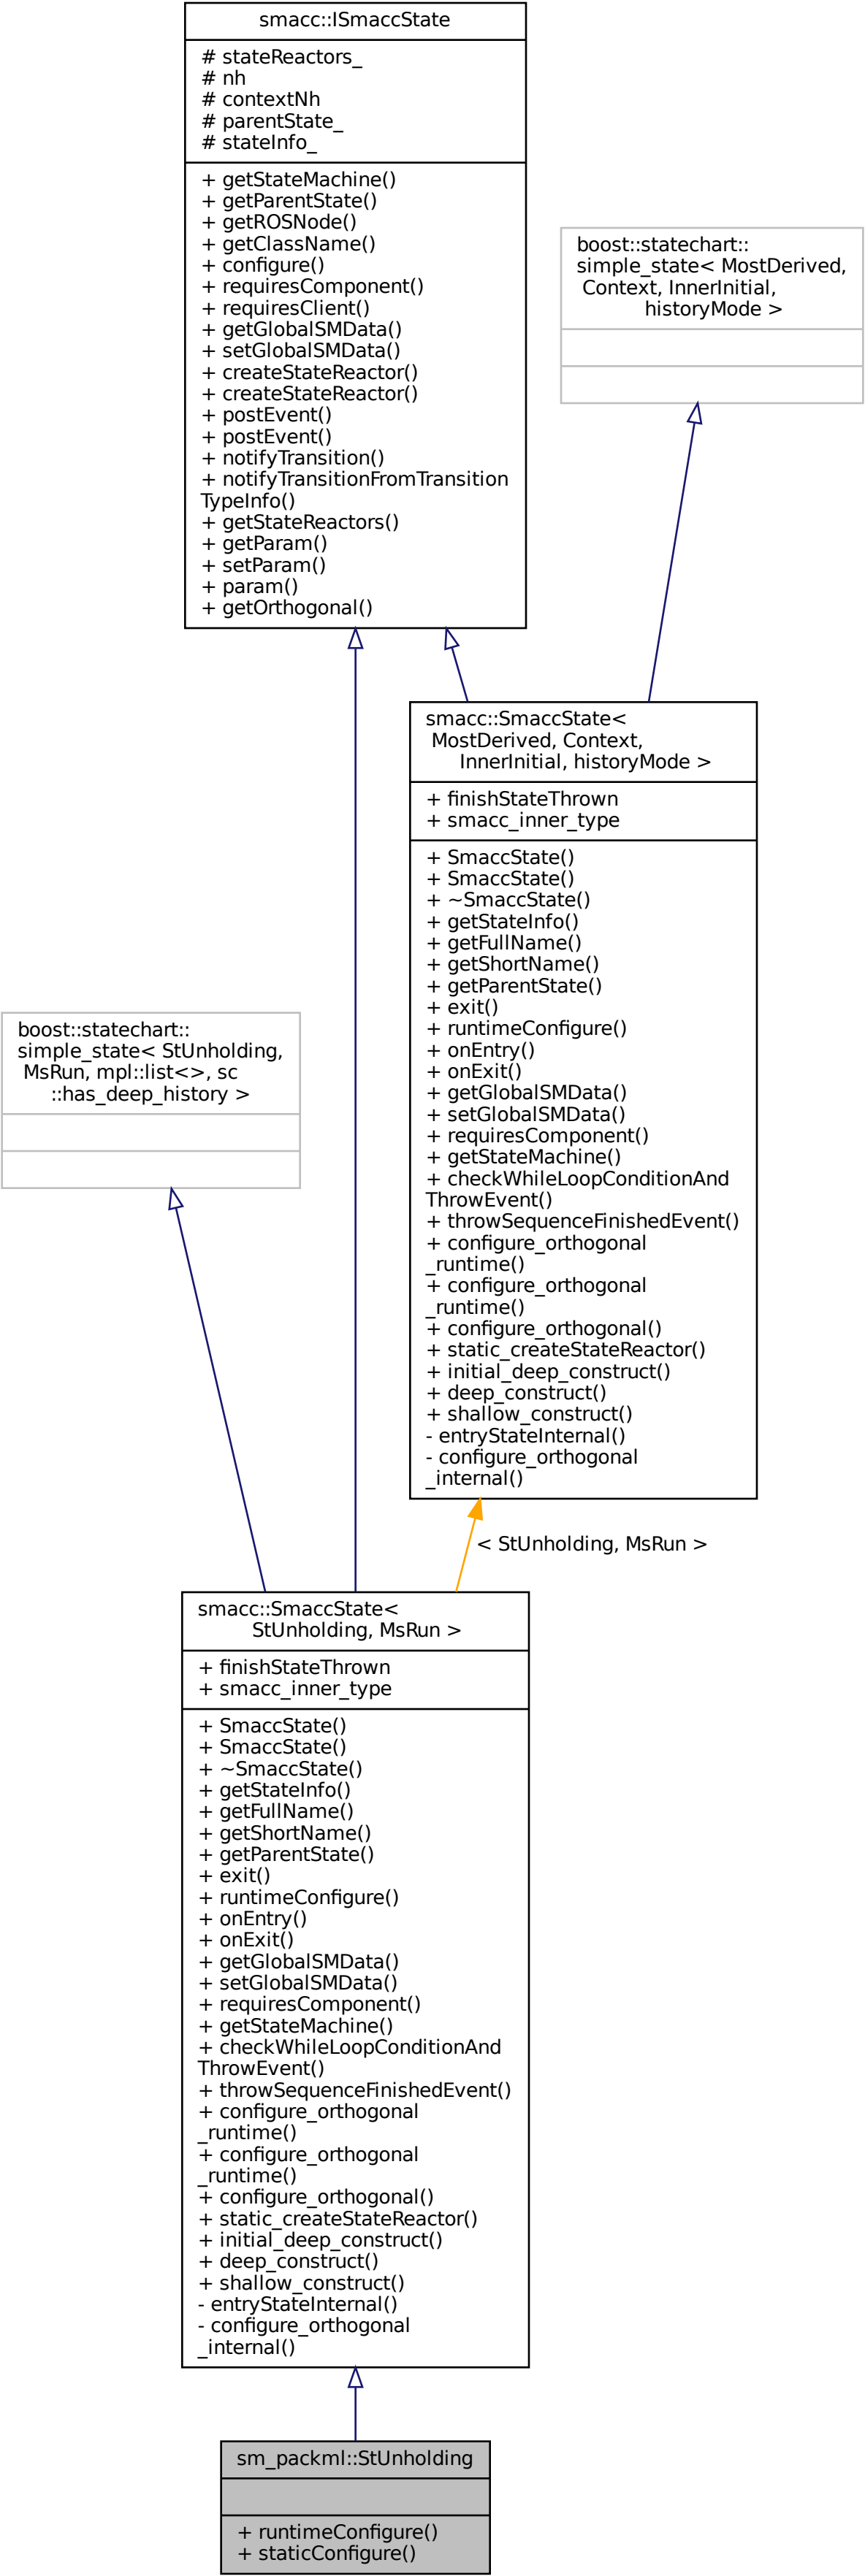 smacc::ISmaccState
# stateReactors_
# nh
# contextNh
# parentState_
# stateInfo_
+ getStateMachine()
+ getParentState()
+ getROSNode()
+ getClassName()
+ configure()
+ requiresComponent()
+ requiresClient()
+ getGlobalSMData()
+ setGlobalSMData()
+ createStateReactor()
+ createStateReactor()
+ postEvent()
+ postEvent()
+ notifyTransition()
+ notifyTransitionFromTransition
TypeInfo()
+ getStateReactors()
+ getParam()
+ setParam()
+ param()
+ getOrthogonal()
boost::statechart::
simple_state< MostDerived,
Context, InnerInitial,
historyMode >
smacc::SmaccState<
MostDerived, Context,
InnerInitial, historyMode >
+ finishStateThrown
+ smacc_inner_type
+ SmaccState()
+ SmaccState()
+ ~SmaccState()
+ getStateInfo()
+ getFullName()
+ getShortName()
+ getParentState()
+ exit()
+ runtimeConfigure()
+ onEntry()
+ onExit()
+ getGlobalSMData()
+ setGlobalSMData()
+ requiresComponent()
+ getStateMachine()
+ checkWhileLoopConditionAnd
ThrowEvent()
+ throwSequenceFinishedEvent()
+ configure_orthogonal
_runtime()
+ configure_orthogonal
_runtime()
+ configure_orthogonal()
+ static_createStateReactor()
+ initial_deep_construct()
+ deep_construct()
+ shallow_construct()
- entryStateInternal()
- configure_orthogonal
_internal()
boost::statechart::
simple_state< StUnholding,
MsRun, mpl::list<>, sc
::has_deep_history >
< StUnholding, MsRun >
smacc::SmaccState<
StUnholding, MsRun >
+ finishStateThrown
+ smacc_inner_type
+ SmaccState()
+ SmaccState()
+ ~SmaccState()
+ getStateInfo()
+ getFullName()
+ getShortName()
+ getParentState()
+ exit()
+ runtimeConfigure()
+ onEntry()
+ onExit()
+ getGlobalSMData()
+ setGlobalSMData()
+ requiresComponent()
+ getStateMachine()
+ checkWhileLoopConditionAnd
ThrowEvent()
+ throwSequenceFinishedEvent()
+ configure_orthogonal
_runtime()
+ configure_orthogonal
_runtime()
+ configure_orthogonal()
+ static_createStateReactor()
+ initial_deep_construct()
+ deep_construct()
+ shallow_construct()
- entryStateInternal()
- configure_orthogonal
_internal()
sm_packml::StUnholding
+ runtimeConfigure()
+ staticConfigure()